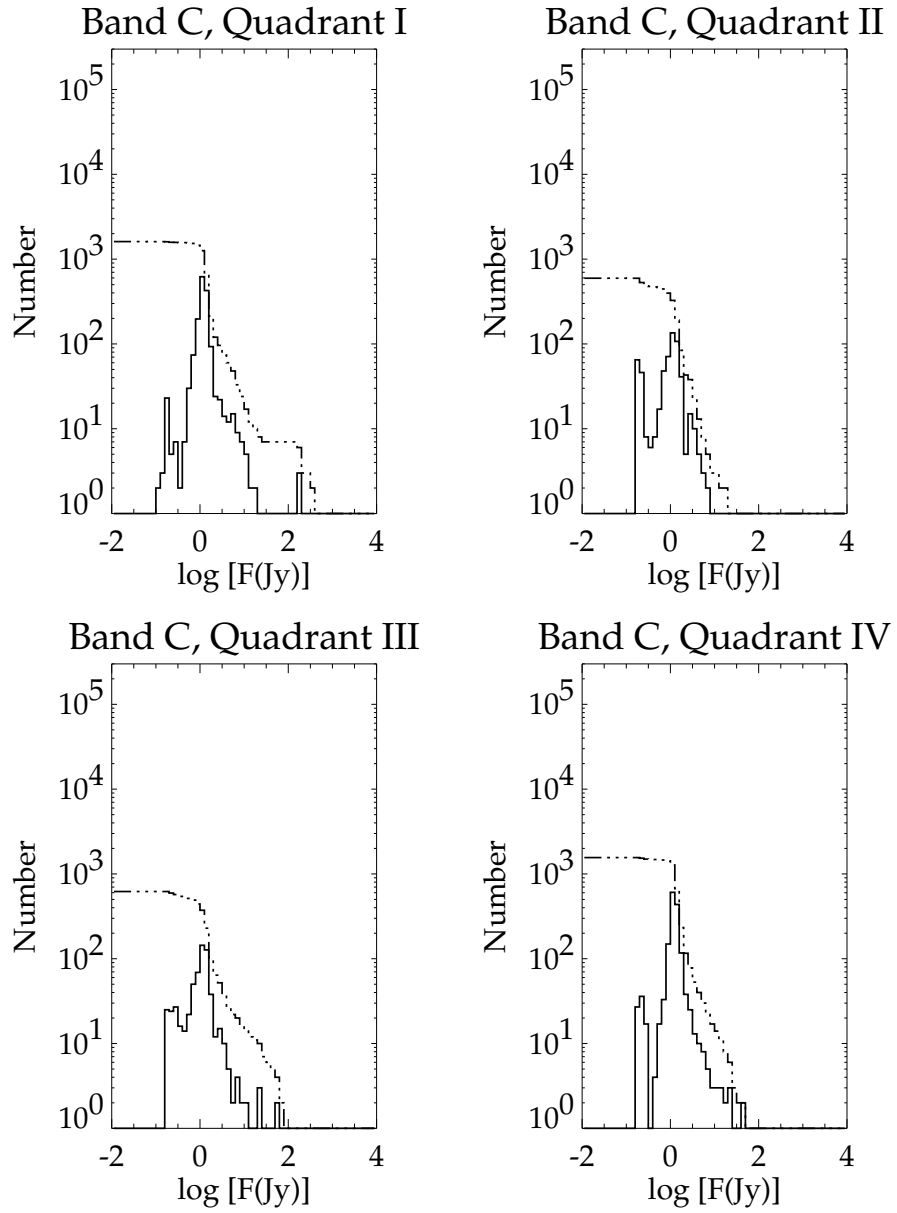 Band C, Quadrant I
Band C, Quadrant II
10^5
10^4
10^3
10^2
10^1
10^0
Number
-2 0 2 4
log [F(Jy)]
10^5
10^4
10^3
10^2
10^1
10^0
Number
-2 0 2 4
log [F(Jy)]
Band C, Quadrant III
Band C, Quadrant IV
10^5
10^4
10^3
10^2
10^1
10^0
Number
-2 0 2 4
log [F(Jy)]
10^5
10^4
10^3
10^2
10^1
10^0
Number
-2 0 2 4
log [F(Jy)]